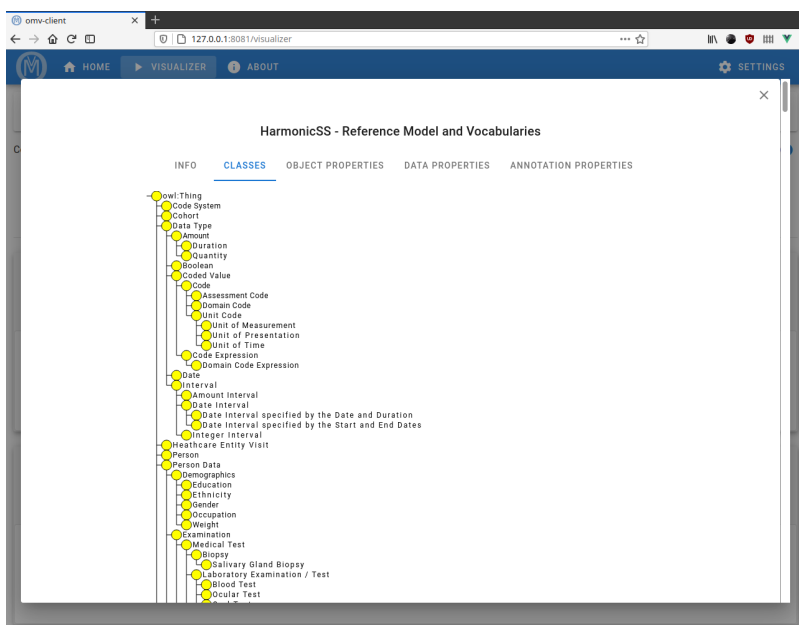 omv-client
127.0.0.1:8081/visualizer
HOME
VISUALIZER
ABOUT
SETTINGS
HarmonicSS - Reference Model and Vocabularies
INFO
CLASSES
OBJECT PROPERTIES
DATA PROPERTIES
ANNOTATION PROPERTIES
owl:Thing
Code System
Cohort
Data Type
Amount
Duration
Quantity
Boolean
Coded Value
Code
Assessment Code
Domain Code
Unit Code
Unit of Measurement
Unit of Presentation
Unit of Time
Code Expression
Domain Code Expression
Date
Interval
Amount Interval
Date Interval
Date Interval specified by the Date and Duration
Date Interval specified by the Start and End Dates
Integer Interval
Heathcare Entity Visit
Person
Person Data
Demographics
Education
Ethnicity
Gender
Occupation
Weight
Examination
Medical Test
Biopsy
Salivary Gland Biopsy
Laboratory Examination / Test
Blood Test
Ocular Test